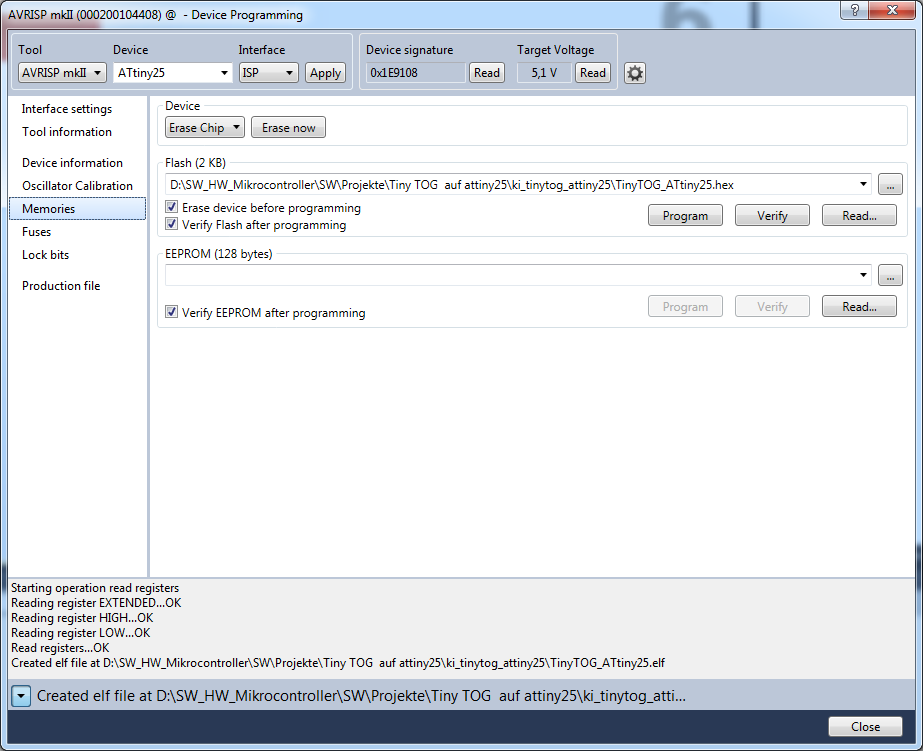 AVRISP mkII (000200104408) @  - Device Programming
Tool Device Interface Device signature Target Voltage
AVRISP mkII ATtiny25 ISP Apply 0x1E9108 Read 5,1 V Read
Interface settings
Tool information
Device information
Oscillator Calibration
Memories
Fuses
Lock bits
Production file
Device
Erase Chip Erase now
Flash (2 KB)
D:\SW_HW_Mikrocontroller\SW\Projekte\Tiny TOG  auf attiny25\ki_tinytog_attiny25\TinyTOG_ATtiny25.hex ...
Erase device before programming
Verify Flash after programming
Program Verify Read...
EEPROM (128 bytes)
...
Verify EEPROM after programming
Program Verify Read...
Starting operation read registers
Reading register EXTENDED...OK
Reading register HIGH...OK
Reading register LOW...OK
Read registers...OK
Created elf file at D:\SW_HW_Mikrocontroller\SW\Projekte\Tiny TOG  auf attiny25\ki_tinytog_attiny25\TinyTOG_ATtiny25.elf
Created elf file at D:\SW_HW_Mikrocontroller\SW\Projekte\Tiny TOG  auf attiny25\ki_tinytog_atti...
Close